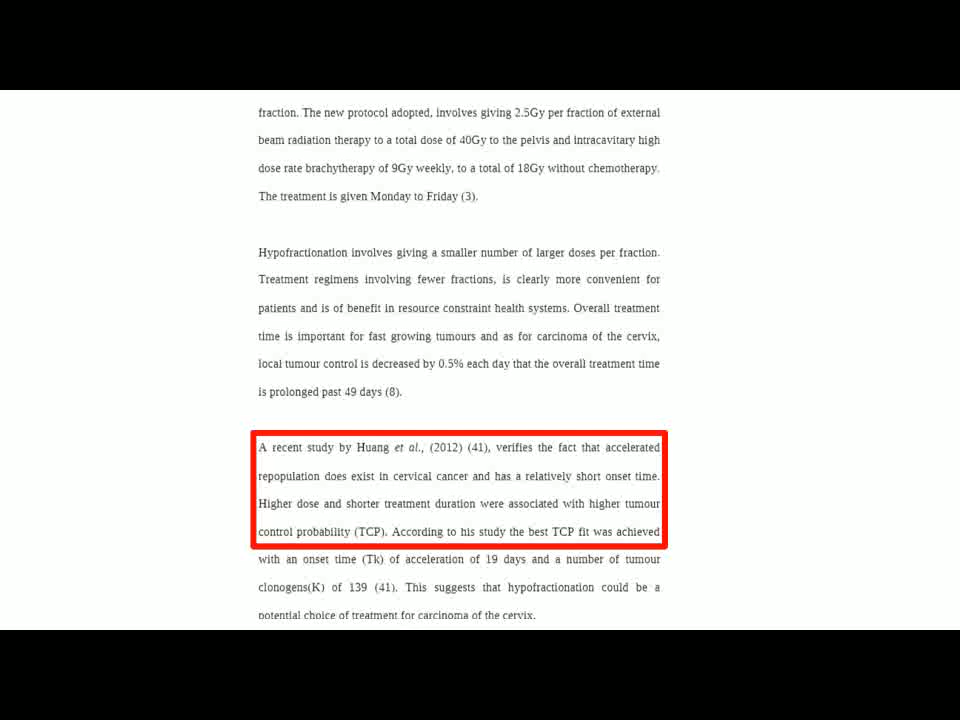 fraction. The new protocol adopted, involves giving 2.5Gy per fraction of external
beam radiation therapy to a total dose of 40Gy to the pelvis and intracavitary high
dose rate brachytherapy of 9Gy weekly, to a total of 18Gy without chemotherapy.
The treatment is given Monday to Friday (3).
Hypofractionation involves giving a smaller number of larger doses per fraction.
Treatment regimens involving fewer fractions, is clearly more convenient for
patients and is of benefit in resource constraint health systems. Overall treatment
time is important for fast growing tumours and as for carcinoma of the cervix,
local tumour control is decreased by 0.5% each day that the overall treatment time
is prolonged past 49 days (8).
A recent study by Huang et al., (2012) (41), verifies the fact that accelerated
repopulation does exist in cervical cancer and has a relatively short onset time.
Higher dose and shorter treatment duration were associated with higher tumour
control probability (TCP). According to his study the best TCP fit was achieved
with an onset time (Tk) of acceleration of 19 days and a number of tumour
clonogens(K) of 139 (41). This suggests that hypofractionation could be a
potential choice of treatment for carcinoma of the cervix.